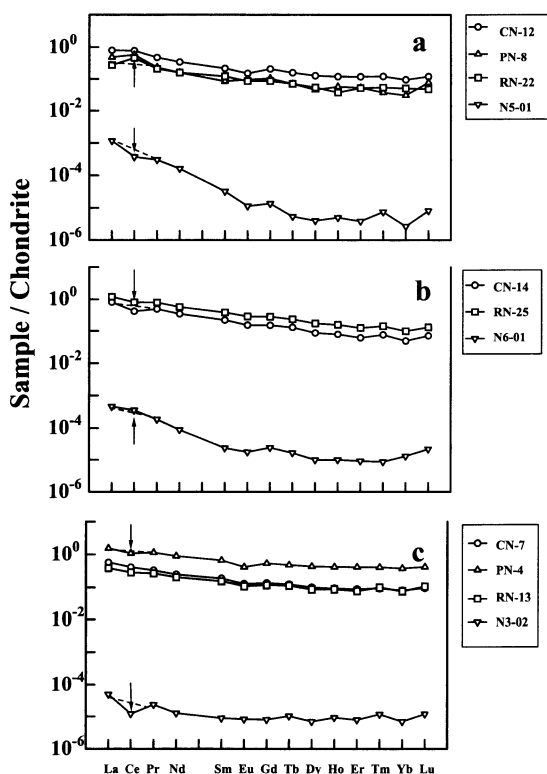 Sample / Chondrite
a
10^0
10^-2
10^-4
10^-6
CN-12
PN-8
RN-22
N5-01
b
10^0
10^-2
10^-4
10^-6
CN-14
RN-25
N6-01
c
10^0
10^-2
10^-4
10^-6
CN-7
PN-4
RN-13
N3-02
La Ce Pr Nd Sm Eu Gd Tb Dy Ho Er Tm Yb Lu